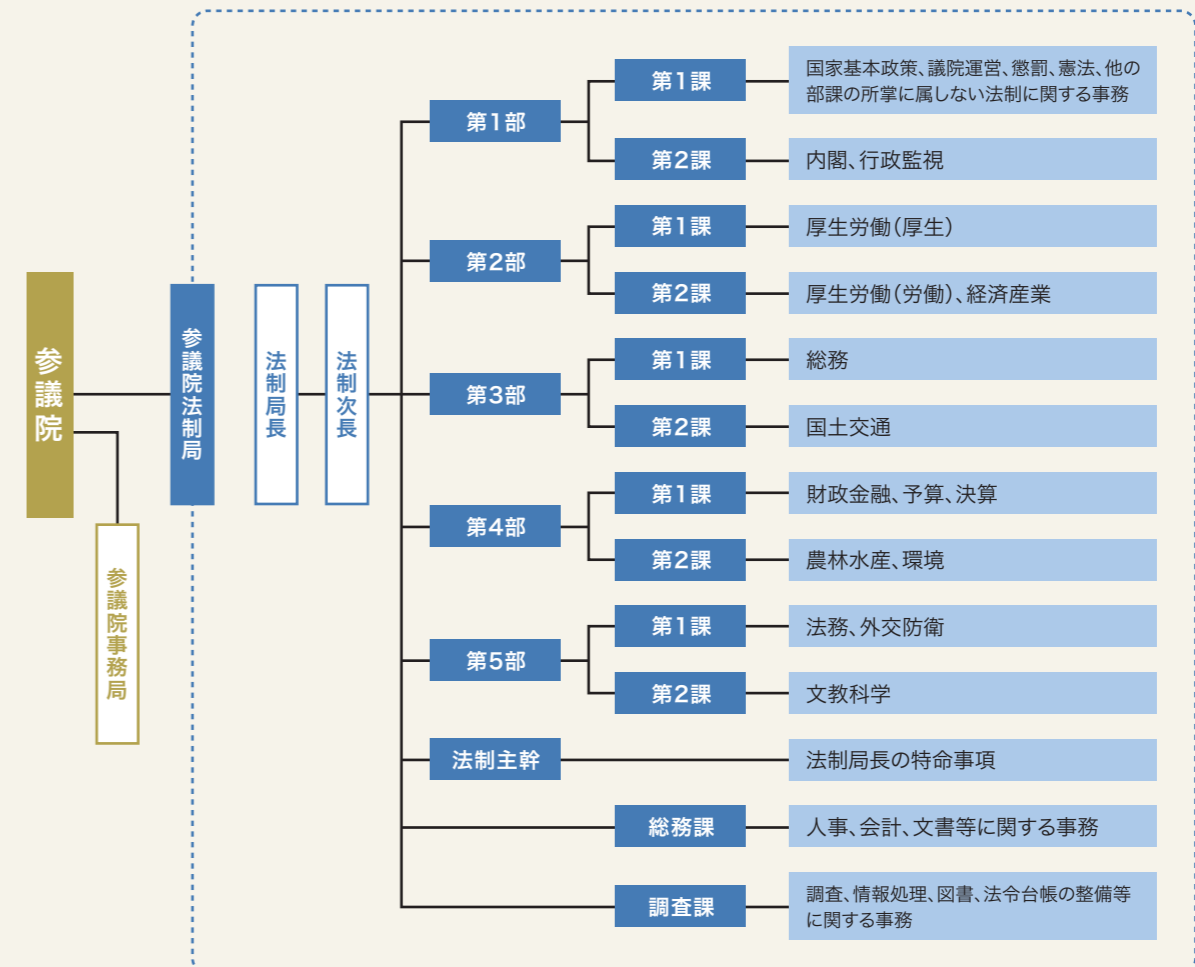 参議院
参議院事務局
参議院法制局
法制局長
法制次長
第1部
第1課
国家基本政策、議院運営、懲罰、憲法、他の
部課の所掌に属しない法制に関する事務
第2課
内閣、行政監視
第2部
第1課
厚生労働(厚生)
第2課
厚生労働(労働)、経済産業
第3部
第1課
総務
第2課
国土交通
第4部
第1課
財政金融、予算、決算
第2課
農林水産、環境
第5部
第1課
法務、外交防衛
第2課
文教科学
法制主幹
法制局長の特命事項
総務課
人事、会計、文書等に関する事務
調査課
調査、情報処理、図書、法令台帳の整備等
に関する事務